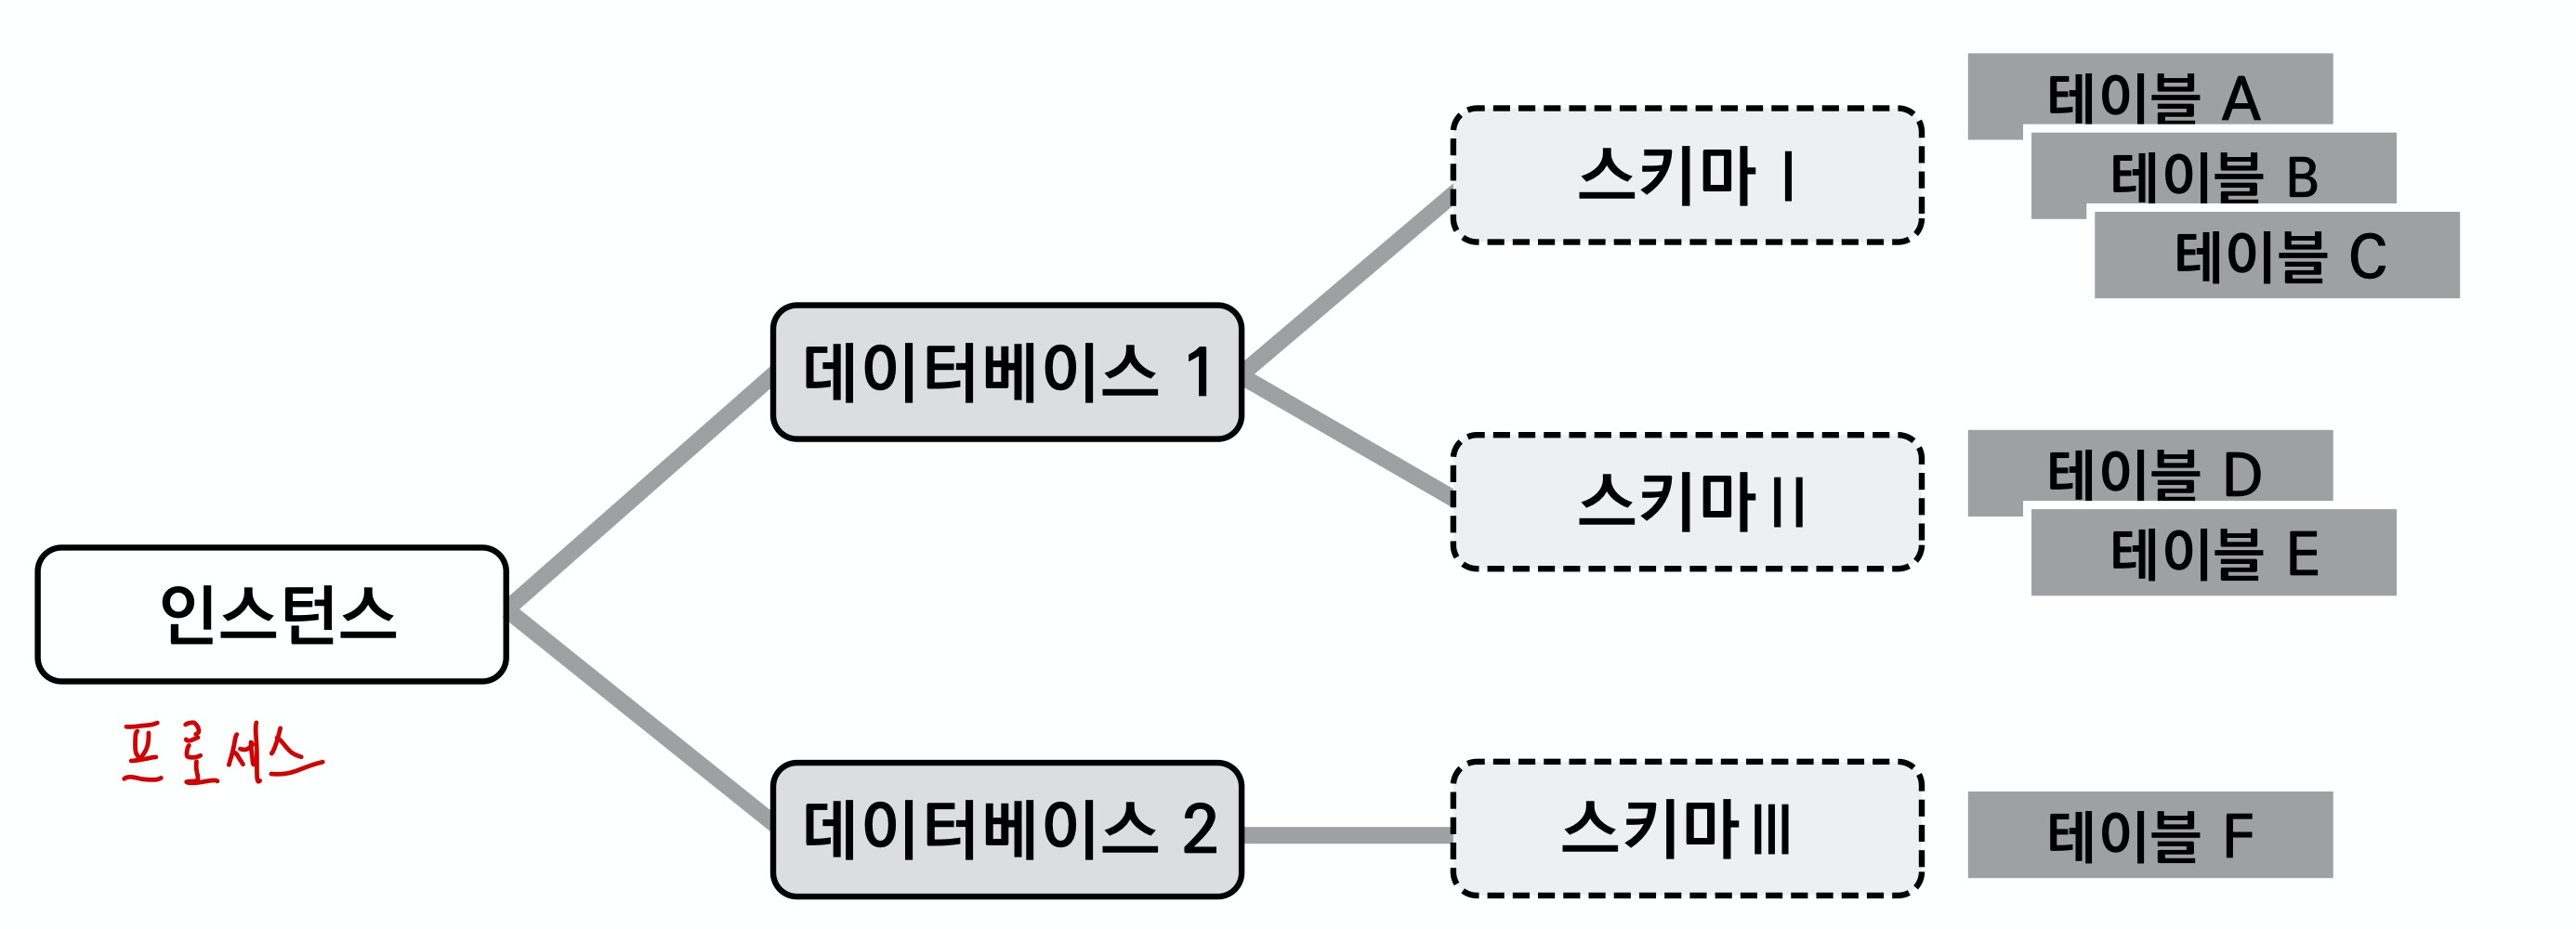 인스턴스
프로세스
데이터베이스 1
데이터베이스 2
스키마 I
스키마 II
스키마 III
테이블 A
테이블 B
테이블 C
테이블 D
테이블 E
테이블 F